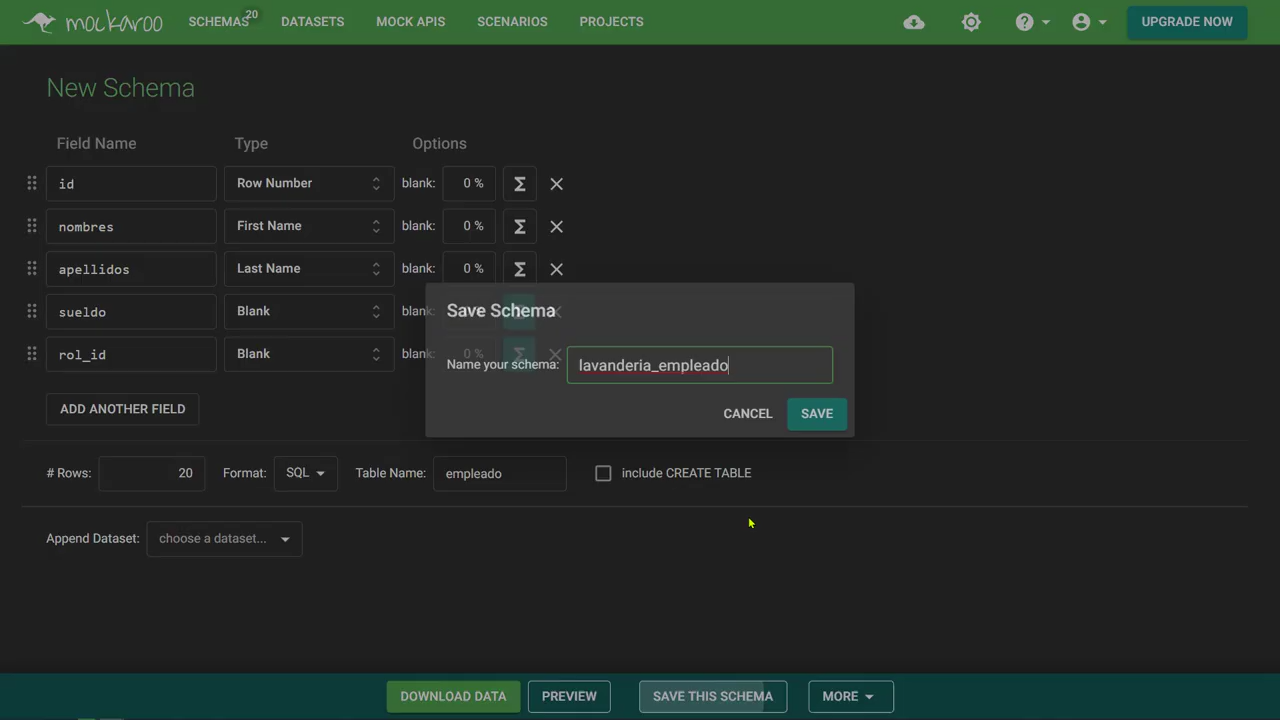 mockaroo SCHEMAS 20 DATASETS MOCK APIS SCENARIOS PROJECTS UPGRADE NOW
New Schema
Field Name Type Options
id Row Number blank: 0 % Σ
nombres First Name blank: 0 % Σ
apellidos Last Name blank: 0 % Σ
sueldo Blank blank:
rol_id Blank blank: 0 % Σ
Save Schema
Name your schema: lavanderia_empleado
CANCEL SAVE
ADD ANOTHER FIELD
# Rows: 20 Format: SQL Table Name: empleado include CREATE TABLE
Append Dataset: choose a dataset...
DOWNLOAD DATA PREVIEW SAVE THIS SCHEMA MORE